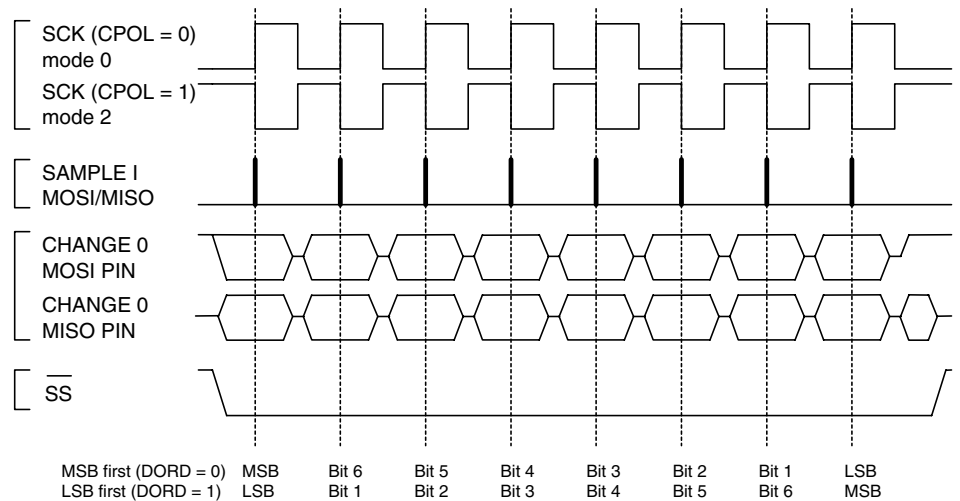 SCK (CPOL = 0)
mode 0
SCK (CPOL = 1)
mode 2
SAMPLE I
MOSI/MISO
CHANGE 0
MOSI PIN
CHANGE 0
MISO PIN
SS
MSB first (DORD = 0) MSB Bit 6 Bit 5 Bit 4 Bit 3 Bit 2 Bit 1 LSB
LSB first (DORD = 1) LSB Bit 1 Bit 2 Bit 3 Bit 4 Bit 5 Bit 6 MSB